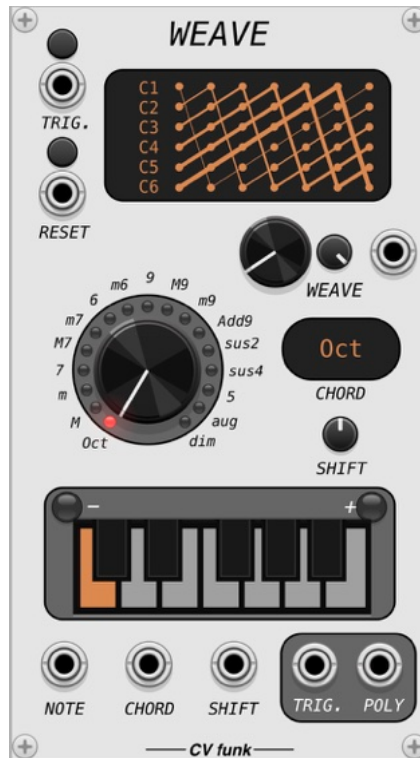 WEAVE
TRIG.
C1
C2
C3
C4
C5
C6
RESET
WEAVE
9
m6 M9
6 m9
m7 Add9
M7 sus2
7 sus4
m 5
M aug
Oct dim
Oct
CHORD
SHIFT
- +
NOTE CHORD SHIFT TRIG. POLY
CV funk